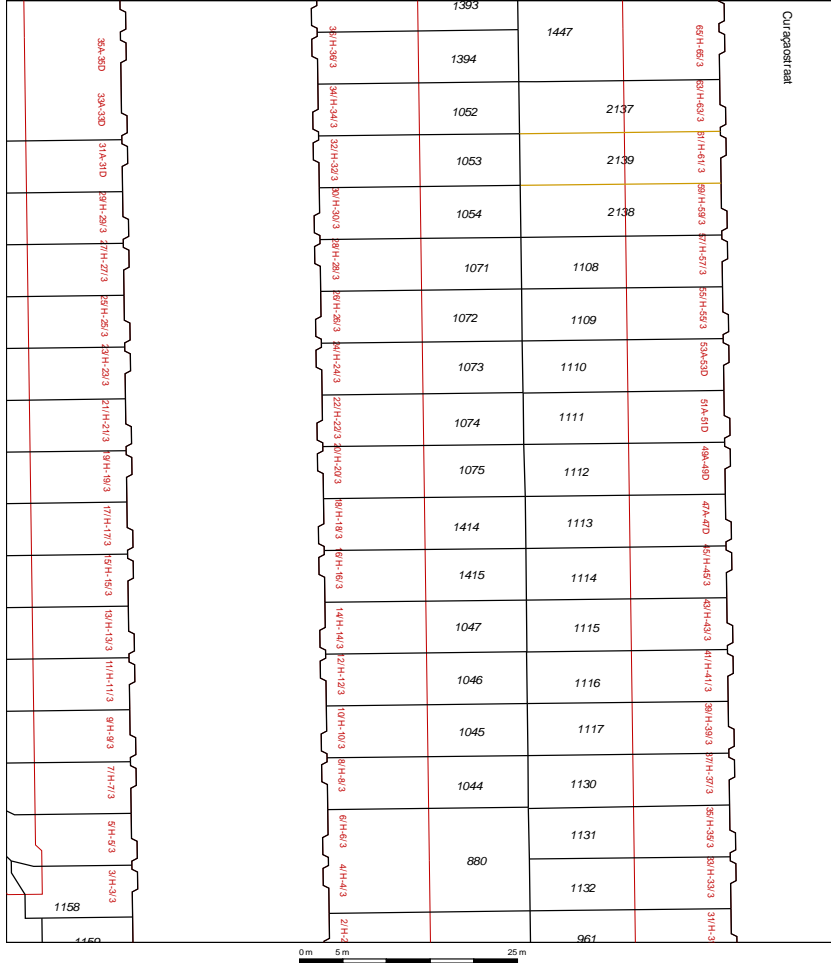 1393
1447
1394
1052
2137
1053
2139
1054
2138
1071
1108
1072
1109
1073
1110
1074
1111
1075
1112
1414
1113
1415
1114
1047
1115
1046
1116
1045
1117
1044
1130
1131
880
1132
961
1158
1159
35A-35D
33A-33D
31A-31D
29/H-29/3
27/H-27/3
25/H-25/3
23/H-23/3
21/H-21/3
19/H-19/3
17/H-17/3
15/H-15/3
13/H-13/3
11/H-11/3
9/H-9/3
7/H-7/3
5/H-5/3
3/H-3/3
36/H-36/3
34/H-34/3
32/H-32/3
30/H-30/3
28/H-28/3
26/H-26/3
24/H-24/3
22/H-22/3
20/H-20/3
18/H-18/3
16/H-16/3
14/H-14/3
12/H-12/3
10/H-10/3
8/H-8/3
6/H-6/3
4/H-4/3
2/H-2
65/H-65/3
63/H-63/3
61/H-61/3
59/H-59/3
57/H-57/3
55/H-55/3
53A-53D
51A-51D
49A-49D
47A-47D
45/H-45/3
43/H-43/3
41/H-41/3
39/H-39/3
37/H-37/3
35/H-35/3
33/H-33/3
31/H-3
Curaçaostraat
0 m 5 m 25 m